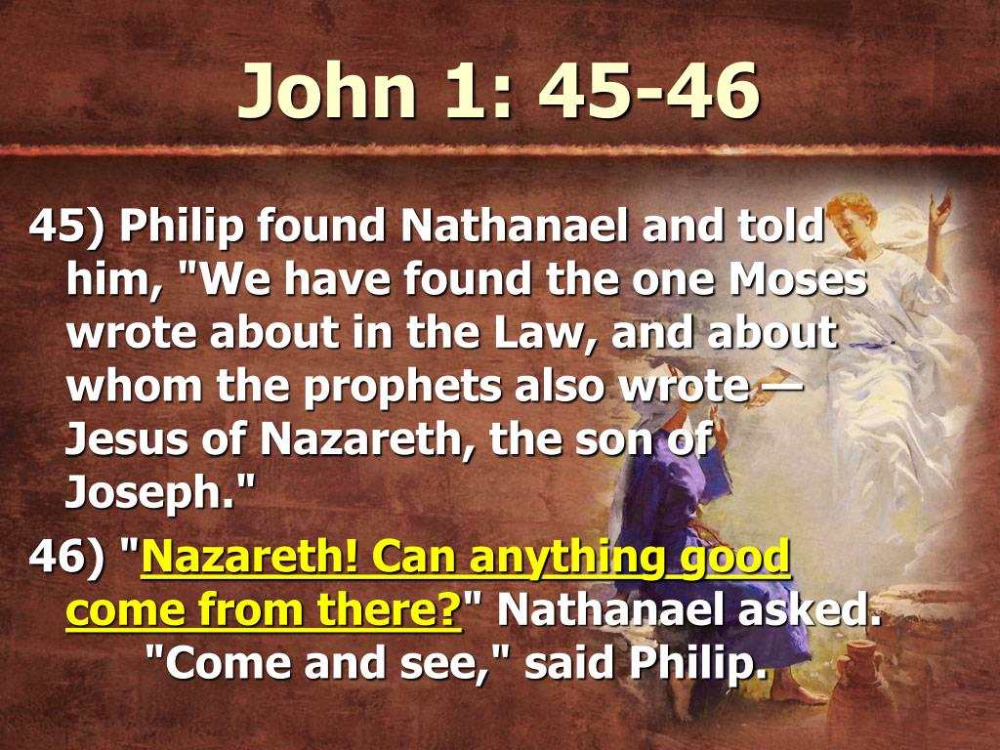 John 1: 45-46
45) Philip found Nathanael and told
him, "We have found the one Moses
wrote about in the Law, and about
whom the prophets also wrote —
Jesus of Nazareth, the son of
Joseph."
46) "Nazareth! Can anything good
come from there?" Nathanael asked.
"Come and see," said Philip.